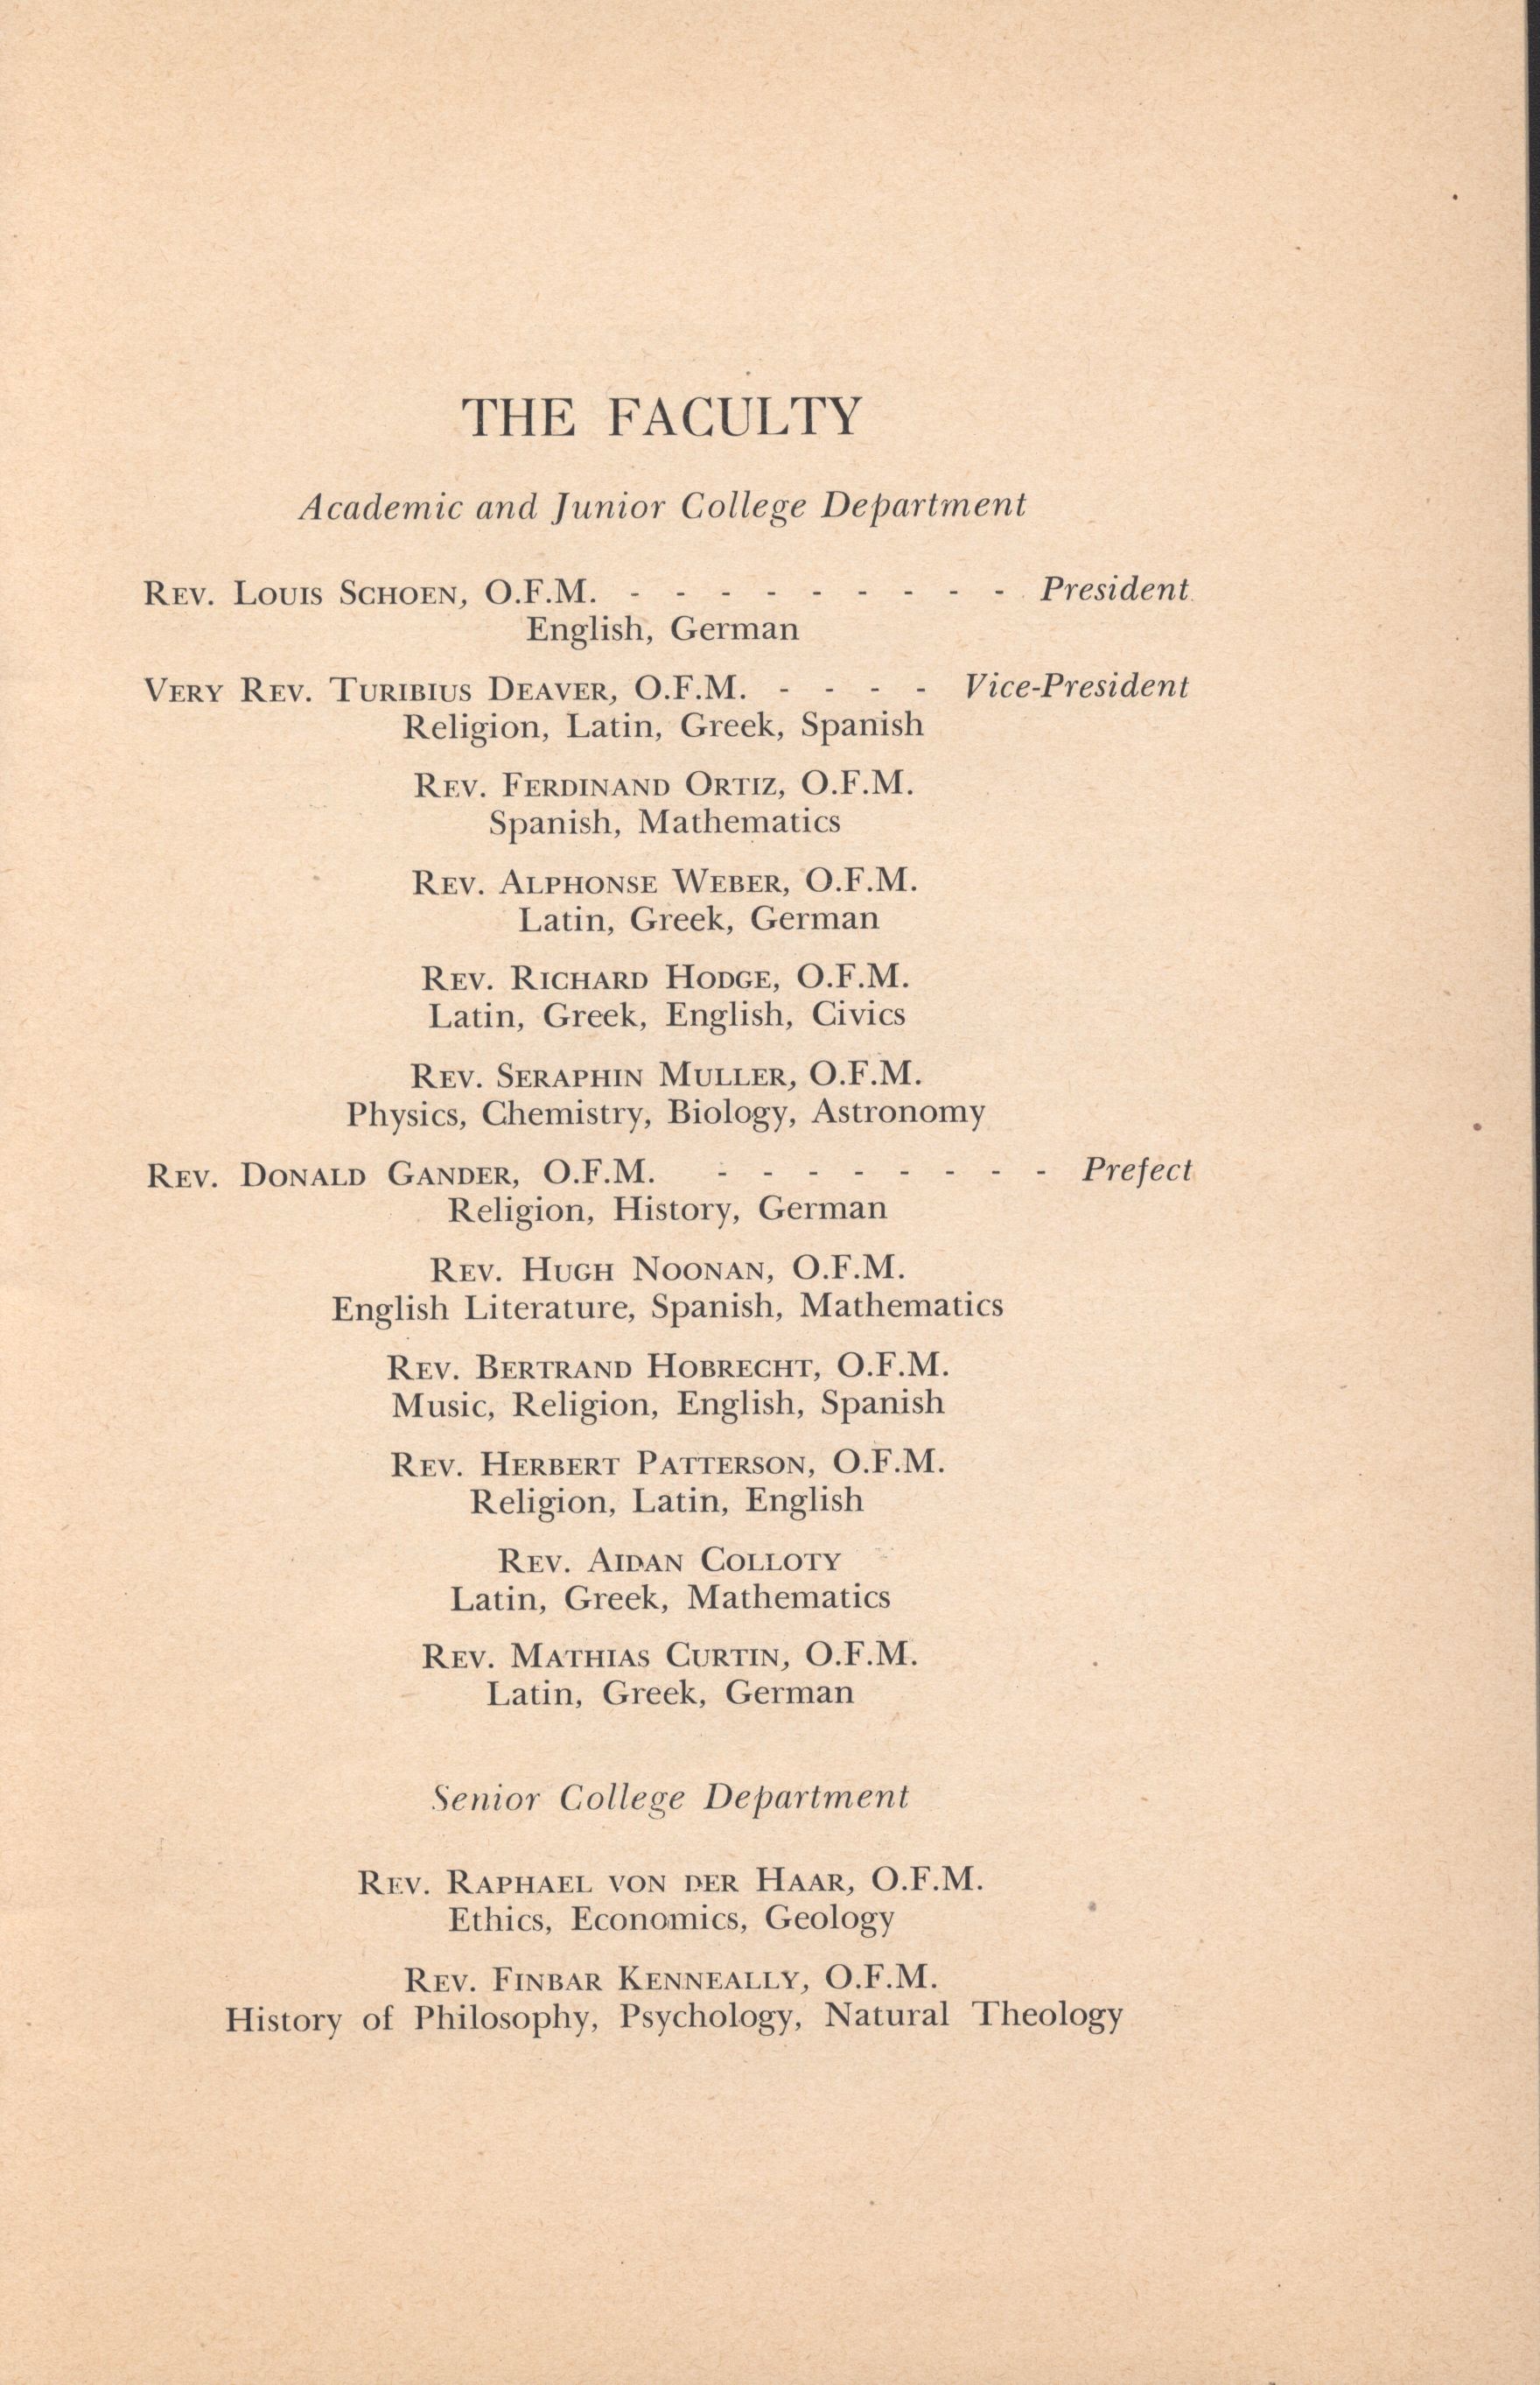 THE FACULTY
Academic and Junior College Department
Rev. Louis Schoen, O.F.M. - - - - - - - - - President
English, German
Very Rev. Turibius Deaver, O.F.M. - - - - Vice-President
Religion, Latin, Greek, Spanish
Rev. Ferdinand Ortiz, O.F.M.
Spanish, Mathematics
Rev. Alphonse Weber, O.F.M.
Latin, Greek, German
Rev. Richard Hodge, O.F.M.
Latin, Greek, English, Civics
Rev. Seraphin Muller, O.F.M.
Physics, Chemistry, Biology, Astronomy
Rev. Donald Gander, O.F.M. - - - - - - - - Prefect
Religion, History, German
Rev. Hugh Noonan, O.F.M.
English Literature, Spanish, Mathematics
Rev. Bertrand Hobrecht, O.F.M.
Music, Religion, English, Spanish
Rev. Herbert Patterson, O.F.M.
Religion, Latin, English
Rev. Aidan Colloty
Latin, Greek, Mathematics
Rev. Mathias Curtin, O.F.M.
Latin, Greek, German
Senior College Department
Rev. Raphael von der Haar, O.F.M.
Ethics, Economics, Geology
Rev. Finbar Kenneally, O.F.M.
History of Philosophy, Psychology, Natural Theology